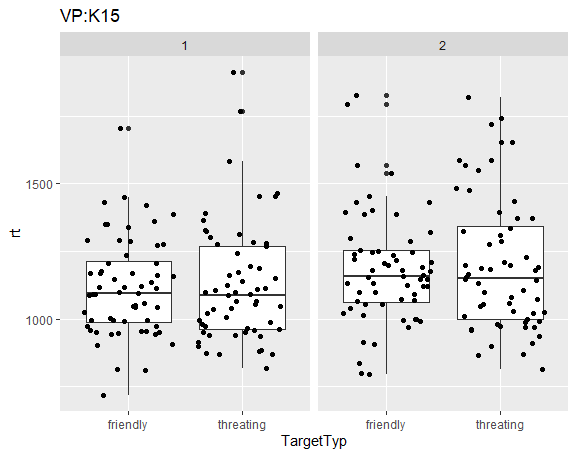 VP:K15
1
2
rt
1500
1000
friendly
threating
friendly
threating
TargetTyp